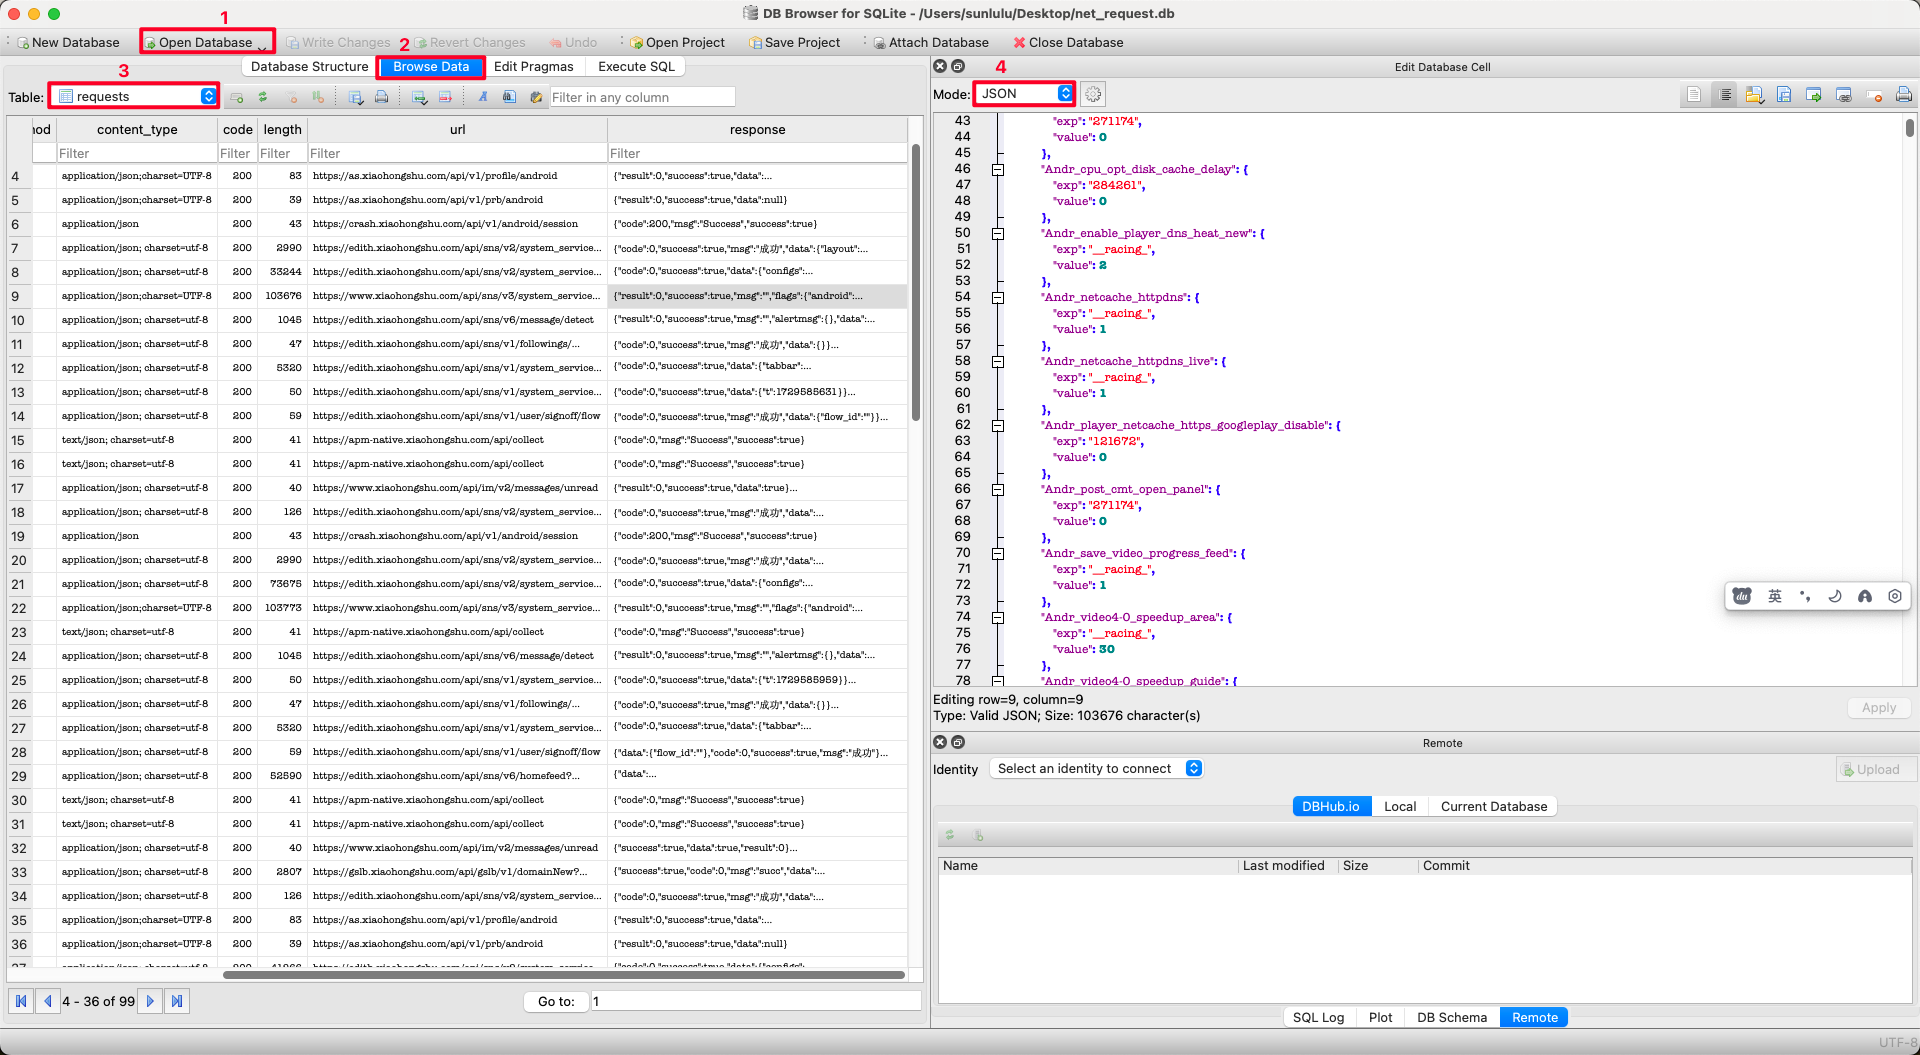 DB Browser for SQLite - /Users/sunlulu/Desktop/net_request.db
1
New Database Open Database Write Changes Revert Changes Undo Open Project Save Project Attach Database Close Database
2
Database Structure Browse Data Edit Pragmas Execute SQL
3
Table: requests Filter in any column
nod content_type code length url response
Filter Filter Filter Filter Filter
4 application/json;charset=UTF-8 200 83 https://as.xiaohongshu.com/api/v1/profile/android {"result":0,"success":true,"data":...
5 application/json;charset=UTF-8 200 39 https://as.xiaohongshu.com/api/v1/prb/android {"result":0,"success":true,"data":null}
6 application/json 200 43 https://crash.xiaohongshu.com/api/v1/android/session {"code":200,"msg":"Success","success":true}
7 application/json; charset=utf-8 200 2990 https://edith.xiaohongshu.com/api/sns/v2/system_service... {"code":0,"success":true,"msg":"成功","data":{"layout":...
8 application/json; charset=utf-8 200 33244 https://edith.xiaohongshu.com/api/sns/v2/system_service... {"code":0,"success":true,"data":{"configs":...
9 application/json;charset=UTF-8 200 103676 https://www.xiaohongshu.com/api/sns/v3/system_service... {"result":0,"success":true,"msg":"","flags":{"android":...
10 application/json; charset=utf-8 200 1045 https://edith.xiaohongshu.com/api/sns/v6/message/detect {"result":0,"success":true,"msg":"","alertmsg":{},"data":...
11 application/json; charset=utf-8 200 47 https://edith.xiaohongshu.com/api/sns/v1/followings/... {"code":0,"success":true,"msg":"成功","data":{}}...
12 application/json; charset=utf-8 200 5320 https://edith.xiaohongshu.com/api/sns/v1/system_service... {"code":0,"success":true,"data":{"tabbar":...
13 application/json; charset=utf-8 200 50 https://edith.xiaohongshu.com/api/sns/v1/system_service... {"code":0,"success":true,"data":{"t":1729585631}}...
14 application/json; charset=utf-8 200 59 https://edith.xiaohongshu.com/api/sns/v1/user/signoff/flow {"code":0,"success":true,"msg":"成功","data":{"flow_id":""}}...
15 text/json; charset=utf-8 200 41 https://apm-native.xiaohongshu.com/api/collect {"code":0,"msg":"Success","success":true}
16 text/json; charset=utf-8 200 41 https://apm-native.xiaohongshu.com/api/collect {"code":0,"msg":"Success","success":true}
17 application/json; charset=utf-8 200 40 https://www.xiaohongshu.com/api/im/v2/messages/unread {"result":0,"success":true,"data":true}...
18 application/json; charset=utf-8 200 126 https://edith.xiaohongshu.com/api/sns/v2/system_service... {"code":0,"success":true,"msg":"成功","data":...
19 application/json 200 43 https://crash.xiaohongshu.com/api/v1/android/session {"code":200,"msg":"Success","success":true}
20 application/json; charset=utf-8 200 2990 https://edith.xiaohongshu.com/api/sns/v2/system_service... {"code":0,"success":true,"msg":"成功","data":...
21 application/json; charset=utf-8 200 73675 https://edith.xiaohongshu.com/api/sns/v2/system_service... {"code":0,"success":true,"data":{"configs":...
22 application/json;charset=UTF-8 200 103773 https://www.xiaohongshu.com/api/sns/v3/system_service... {"result":0,"success":true,"msg":"","flags":{"android":...
23 text/json; charset=utf-8 200 41 https://apm-native.xiaohongshu.com/api/collect {"code":0,"msg":"Success","success":true}
24 application/json; charset=utf-8 200 1045 https://edith.xiaohongshu.com/api/sns/v6/message/detect {"result":0,"success":true,"msg":"","alertmsg":{},"data":...
25 application/json; charset=utf-8 200 50 https://edith.xiaohongshu.com/api/sns/v1/system_service... {"code":0,"success":true,"data":{"t":1729585959}}...
26 application/json; charset=utf-8 200 47 https://edith.xiaohongshu.com/api/sns/v1/followings/... {"code":0,"success":true,"msg":"成功","data":{}}...
27 application/json; charset=utf-8 200 5320 https://edith.xiaohongshu.com/api/sns/v1/system_service... {"code":0,"success":true,"data":{"tabbar":...
28 application/json; charset=utf-8 200 59 https://edith.xiaohongshu.com/api/sns/v1/user/signoff/flow {"data":{"flow_id":""},"code":0,"success":true,"msg":"成功"}...
29 application/json; charset=utf-8 200 52590 https://edith.xiaohongshu.com/api/sns/v6/homefeed?... {"data":...
30 text/json; charset=utf-8 200 41 https://apm-native.xiaohongshu.com/api/collect {"code":0,"msg":"Success","success":true}
31 text/json; charset=utf-8 200 41 https://apm-native.xiaohongshu.com/api/collect {"code":0,"msg":"Success","success":true}
32 application/json; charset=utf-8 200 40 https://www.xiaohongshu.com/api/im/v2/messages/unread {"success":true,"data":true,"result":0}...
33 application/json; charset=utf-8 200 2807 https://gslb.xiaohongshu.com/api/gslb/v1/domainNew?... {"success":true,"code":0,"msg":"succ","data":...
34 application/json; charset=utf-8 200 126 https://edith.xiaohongshu.com/api/sns/v2/system_service... {"code":0,"success":true,"msg":"成功","data":...
35 application/json;charset=UTF-8 200 83 https://as.xiaohongshu.com/api/v1/profile/android {"result":0,"success":true,"data":...
36 application/json;charset=UTF-8 200 39 https://as.xiaohongshu.com/api/v1/prb/android {"result":0,"success":true,"data":null}
4 - 36 of 99 Go to: 1
Edit Database Cell
4
Mode: JSON
43 "exp": "271174",
44 "value": 0
45 },
46 "Andr_cpu_opt_disk_cache_delay": {
47 "exp": "284261",
48 "value": 0
49 },
50 "Andr_enable_player_dns_heat_new": {
51 "exp": "__racing_",
52 "value": 2
53 },
54 "Andr_netcache_httpdns": {
55 "exp": "__racing_",
56 "value": 1
57 },
58 "Andr_netcache_httpdns_live": {
59 "exp": "__racing_",
60 "value": 1
61 },
62 "Andr_player_netcache_https_googleplay_disable": {
63 "exp": "121672",
64 "value": 0
65 },
66 "Andr_post_cmt_open_panel": {
67 "exp": "271174",
68 "value": 0
69 },
70 "Andr_save_video_progress_feed": {
71 "exp": "__racing_",
72 "value": 1
73 },
74 "Andr_video4-0_speedup_area": {
75 "exp": "__racing_",
76 "value": 30
77 },
78 "Andr_video4-0_speedup_guide": {
du 英
Editing row=9, column=9
Type: Valid JSON; Size: 103676 character(s)
Apply
Remote
Identity Select an identity to connect Upload
DBHub.io Local Current Database
Name Last modified Size Commit
SQL Log Plot DB Schema Remote
UTF-8